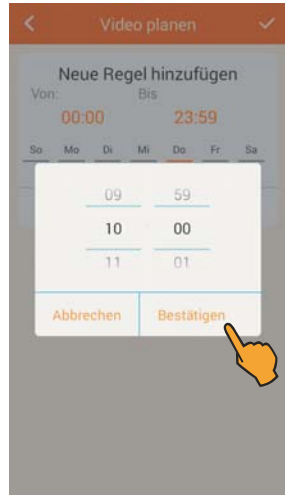 Video planen
Neue Regel hinzufügen
Von: Bis
00:00 23:59
So Mo Di Mi Do Fr Sa
09 59
10 00
11 01
Abbrechen Bestätigen